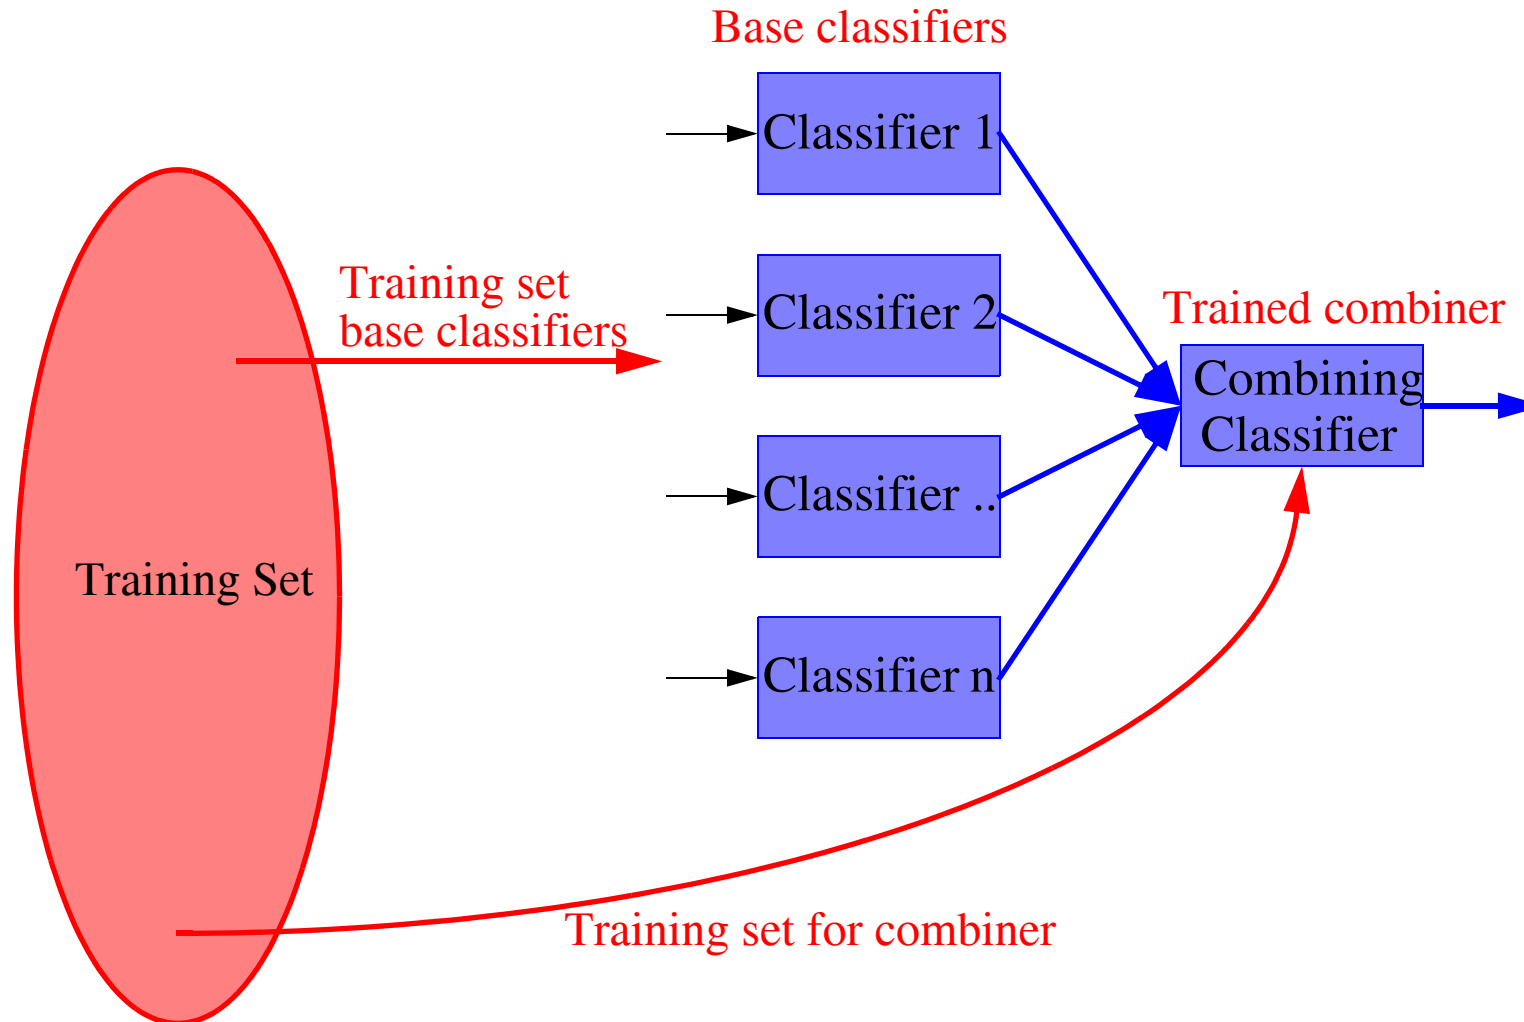 Base classifiers
Classifier 1
Training set
base classifiers
Classifier 2
Trained combiner
Combining
Classifier
Classifier ..
Training Set
Classifier n
Training set for combiner